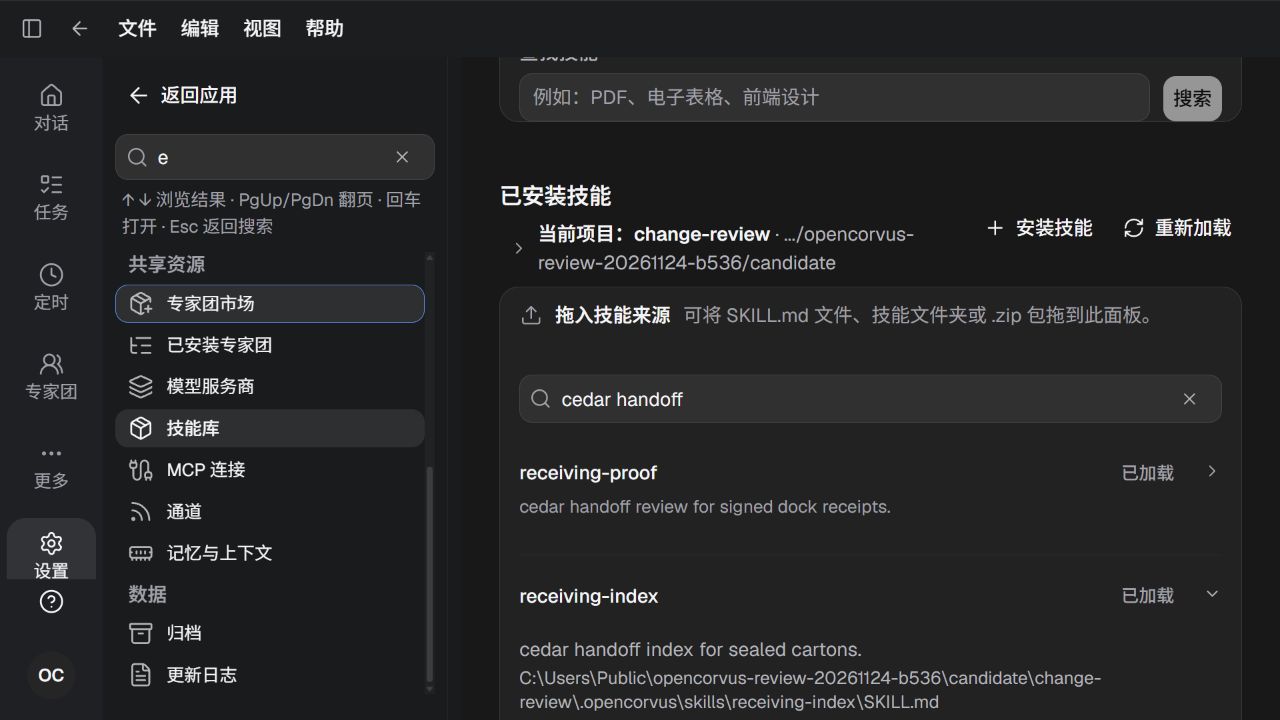 文件 编辑 视图 帮助
对话
任务
定时
专家团
更多
设置
OC
返回应用
e
↑↓ 浏览结果 · PgUp/PgDn 翻页 · 回车
打开 · Esc 返回搜索
共享资源
专家团市场
已安装专家团
模型服务商
技能库
MCP 连接
通道
记忆与上下文
数据
归档
更新日志
例如：PDF、电子表格、前端设计
搜索
已安装技能
当前项目：change-review · .../opencorvus-
review-20261124-b536/candidate
安装技能
重新加载
拖入技能来源 可将 SKILL.md 文件、技能文件夹或 .zip 包拖到此面板。
cedar handoff
receiving-proof 已加载
cedar handoff review for signed dock receipts.
receiving-index 已加载
cedar handoff index for sealed cartons.
C:\Users\Public\opencorvus-review-20261124-b536\candidate\change-
review\.opencorvus\skills\receiving-index\SKILL.md